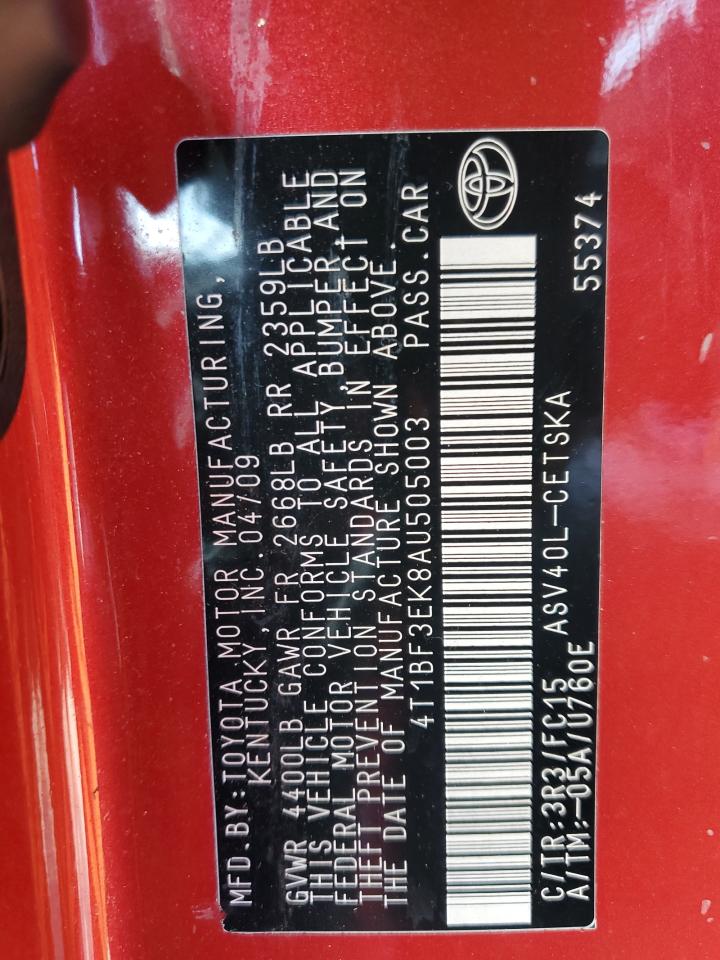 MFD.BY:TOYOTA MOTOR MANUFACTURING,
KENTUCKY, INC. 04/09
GVWR 4400LB GAWR FR 2668LB RR 2359LB
THIS VEHICLE CONFORMS TO ALL APPLICABLE
FEDERAL MOTOR VEHICLE SAFETY, BUMPER, AND
THEFT PREVENTION STANDARDS IN EFFECT ON
THE DATE OF MANUFACTURE SHOWN ABOVE.
4T1BF3EK8AU505003 PASS.CAR
C/TR:3R3/FC15 ASV40L-CETSKA 55374
A/TM:-05A/U760E